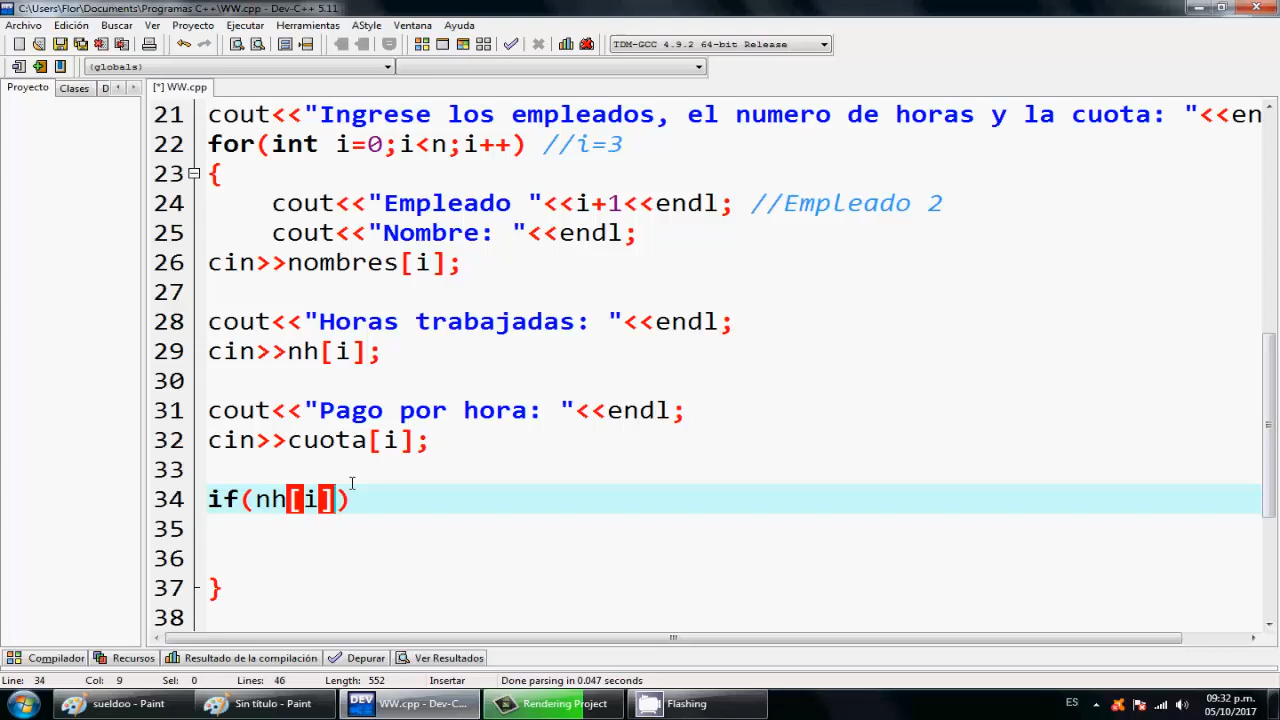 C:\Users\Flor\Documents\Programas C++\WW.cpp - Dev-C++ 5.11
Archivo Edición Buscar Ver Proyecto Ejecutar Herramientas AStyle Ventana Ayuda
TDM-GCC 4.9.2 64-bit Release
(globals)
Proyecto Clases D [*] WW.cpp
21 cout<<"Ingrese los empleados, el numero de horas y la cuota: "<<en
22 for(int i=0;i<n;i++) //i=3
23 {
24 cout<<"Empleado "<<i+1<<endl; //Empleado 2
25 cout<<"Nombre: "<<endl;
26 cin>>nombres[i];
27
28 cout<<"Horas trabajadas: "<<endl;
29 cin>>nh[i];
30
31 cout<<"Pago por hora: "<<endl;
32 cin>>cuota[i];
33
34 if(nh[i])
35
36
37 }
38
Compilador Recursos Resultado de la compilación Depurar Ver Resultados
Line: 34 Col: 9 Sel: 0 Lines: 46 Length: 552 Insertar Done parsing in 0.047 seconds
sueldoo - Paint Sin título - Paint DEV WW.cpp - Dev-C... Rendering Project Flashing ES 09:32 p.m.
05/10/2017